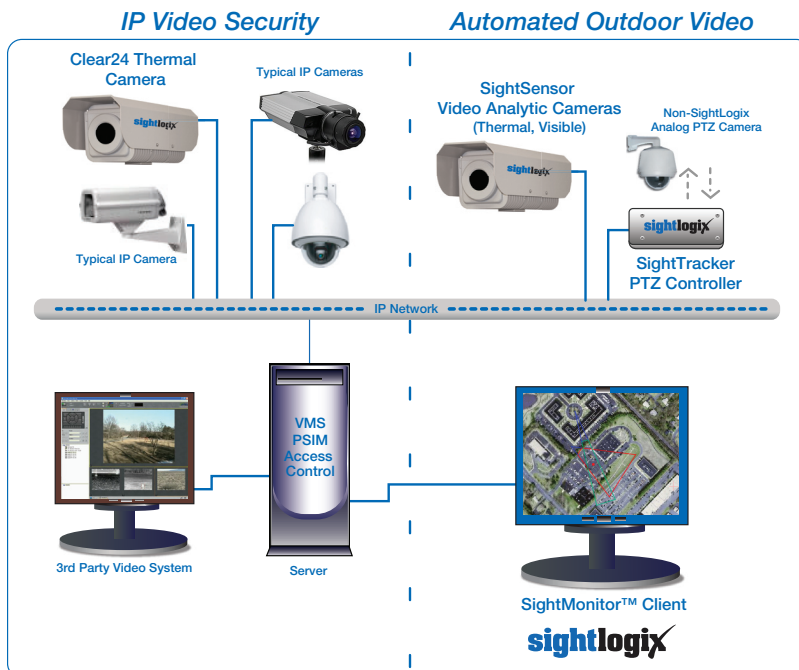 IP Video Security
Automated Outdoor Video
Clear24 Thermal
Camera
sightlogix
Typical IP Cameras
Typical IP Camera
SightSensor
Video Analytic Cameras
(Thermal, Visible)
sightlogix
Non-SightLogix
Analog PTZ Camera
sightlogix
SightTracker
PTZ Controller
IP Network
VMS
PSIM
Access
Control
3rd Party Video System
Server
SightMonitor™ Client
sightlogix